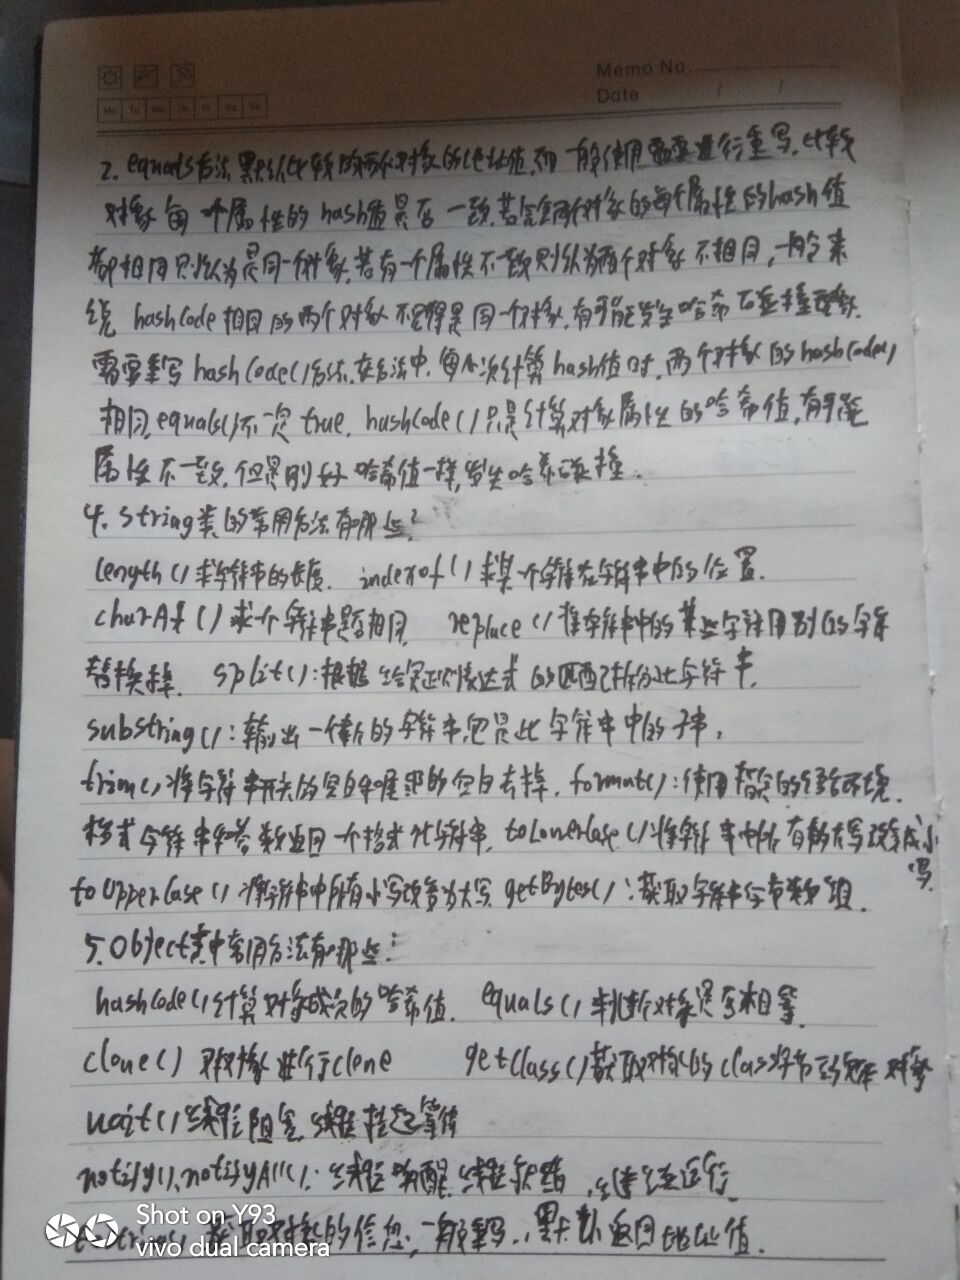 Memo No.
Date / /
Mo Tu We Th Fr Sa Su
2. equals方法 默认比较的两个对象的地址值,而一般使用需要进行重写,比较
对象每个属性的hash值是否一致.若两个对象的每个属性的hash值
都相同则认为是同一个对象,若有一个属性不一致则认为两个对象不相同,一般来
说 hashCode相同的两个对象不一定是同一个对象,有可能发生哈希碰撞
需要重写hashCode()方法,在方法中,每次计算hash值时,两个对象的hashCode()
相同,equals()不一定true, hashCode()只是计算对象属性的哈希值,有可能
属性不一致,但是刚好哈希值一样,发生哈希碰撞.
4. String类的常用方法有哪些?
length()求字符串的长度. indexof()求某个字符在字符串中的位置.
charAt()求个字符串是否相同. replace()将字符串中的某些字符用别的字符
替换掉. split():根据给定正则表达式的匹配拆分此字符串.
substring():输出一个新的字符串,它是此字符串中的子串,
trim()将字符串开头的空白和尾部的空白去掉. format():使用指定的语言环境.
格式字符串和参数返回一个格式化字符串. toLowerCase()将字符串中所有的大写改变成小
写.
toUpperCase()将字符串中所有小写改变为大写 getBytes():获取字符串字节数组.
5.Object类中常用方法有哪些:
hashCode()计算对象的哈希值. equals()判断对象是否相等.
clone()对对象进行clone getClass()获取对象的class字节码对象
wait()线程阻塞,线程挂起等待
notify().notifyAll():线程唤醒,线程就绪,继续运行
toString()获取对象的信息,一般重写,默认返回地址值.
Shot on Y93
vivo dual camera